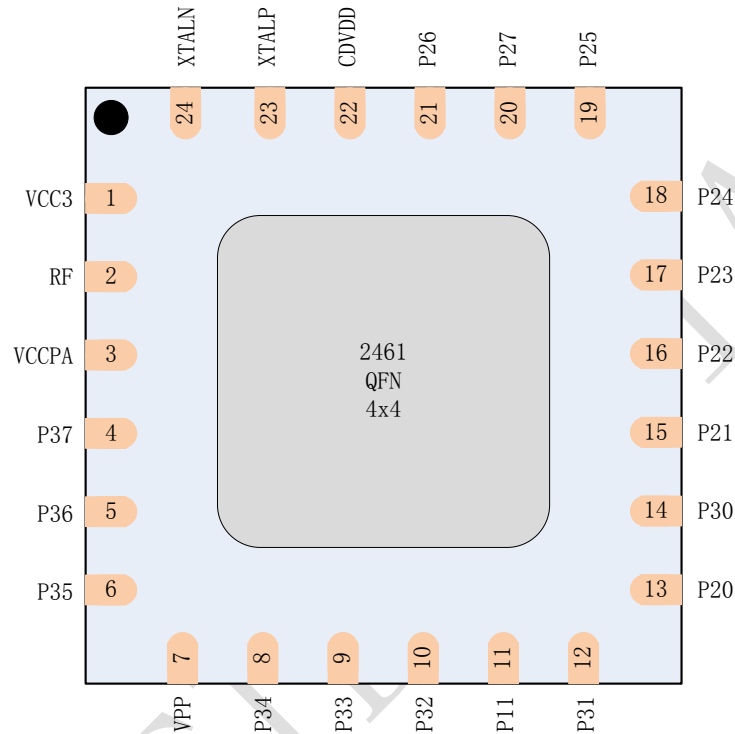 XTALN
XTALP
CDVDD
P26
P27
P25
24
23
22
21
20
19
VCC3 1
18 P24
RF 2
17 P23
VCCPA 3
16 P22
P37 4
15 P21
P36 5
14 P30
P35 6
13 P20
2461
QFN
4x4
7
8
9
10
11
12
VPP
P34
P33
P32
P11
P31